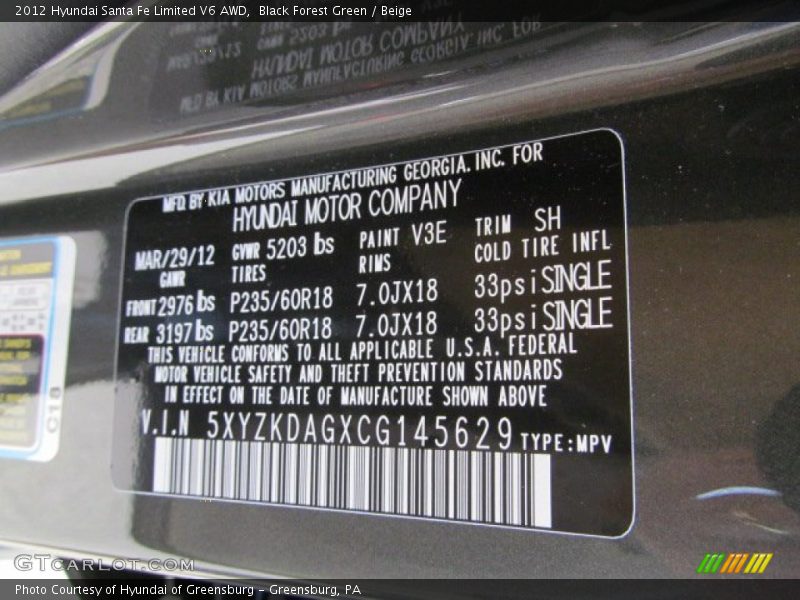 2012 Hyundai Santa Fe Limited V6 AWD, Black Forest Green / Beige
MFD BY KIA MOTORS MANUFACTURING GEORGIA. INC. FOR
HYUNDAI MOTOR COMPANY
MAR/29/12 GVWR 5203 lbs PAINT V3E TRIM SH
GAWR TIRES RIMS COLD TIRE INFL
FRONT 2976 lbs P235/60R18 7.0JX18 33psi SINGLE
REAR 3197 lbs P235/60R18 7.0JX18 33psi SINGLE
THIS VEHICLE CONFORMS TO ALL APPLICABLE U.S.A. FEDERAL
MOTOR VEHICLE SAFETY AND THEFT PREVENTION STANDARDS
IN EFFECT ON THE DATE OF MANUFACTURE SHOWN ABOVE
V.I.N 5XYZKDAGXCG145629 TYPE:MPV
C18
GTCARLOT.COM
Photo Courtesy of Hyundai of Greensburg - Greensburg, PA